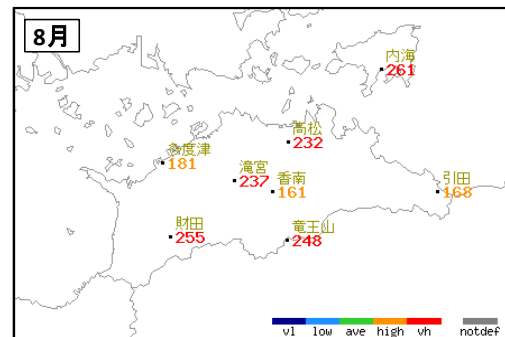 8月
内海
261
高松
232
多度津
181
滝宮
237
香南
161
引田
168
財田
255
竜王山
248
vl low ave high vh notdef